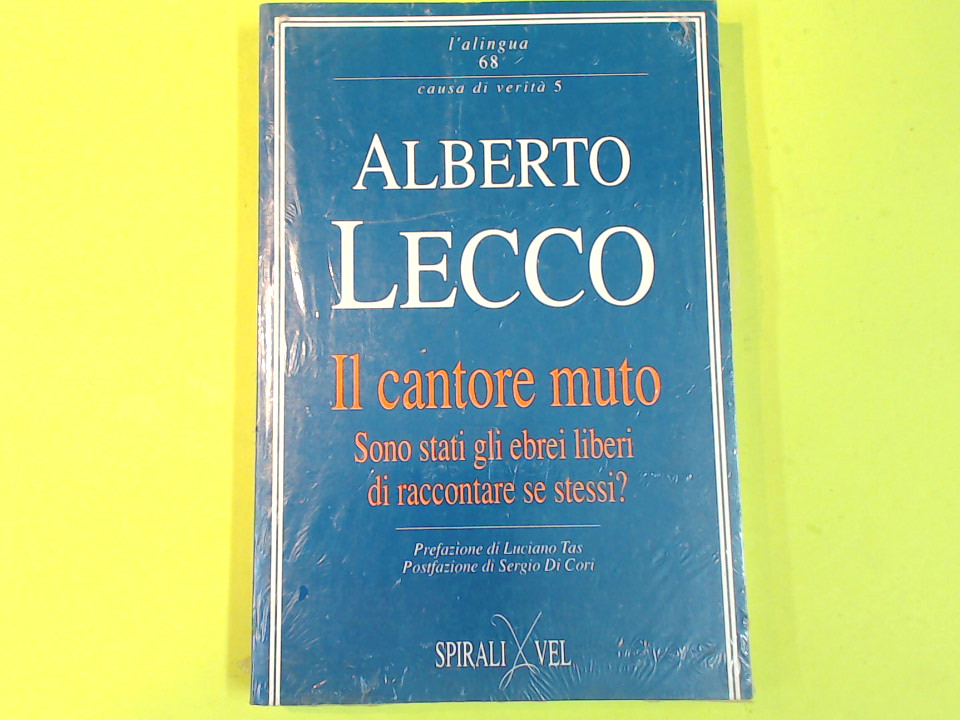 l'alingua
68
causa di verità 5
ALBERTO
LECCO
Il cantore muto
Sono stati gli ebrei liberi
di raccontare se stessi?
Prefazione di Luciano Tas
Postfazione di Sergio Di Cori
SPIRALI VEL